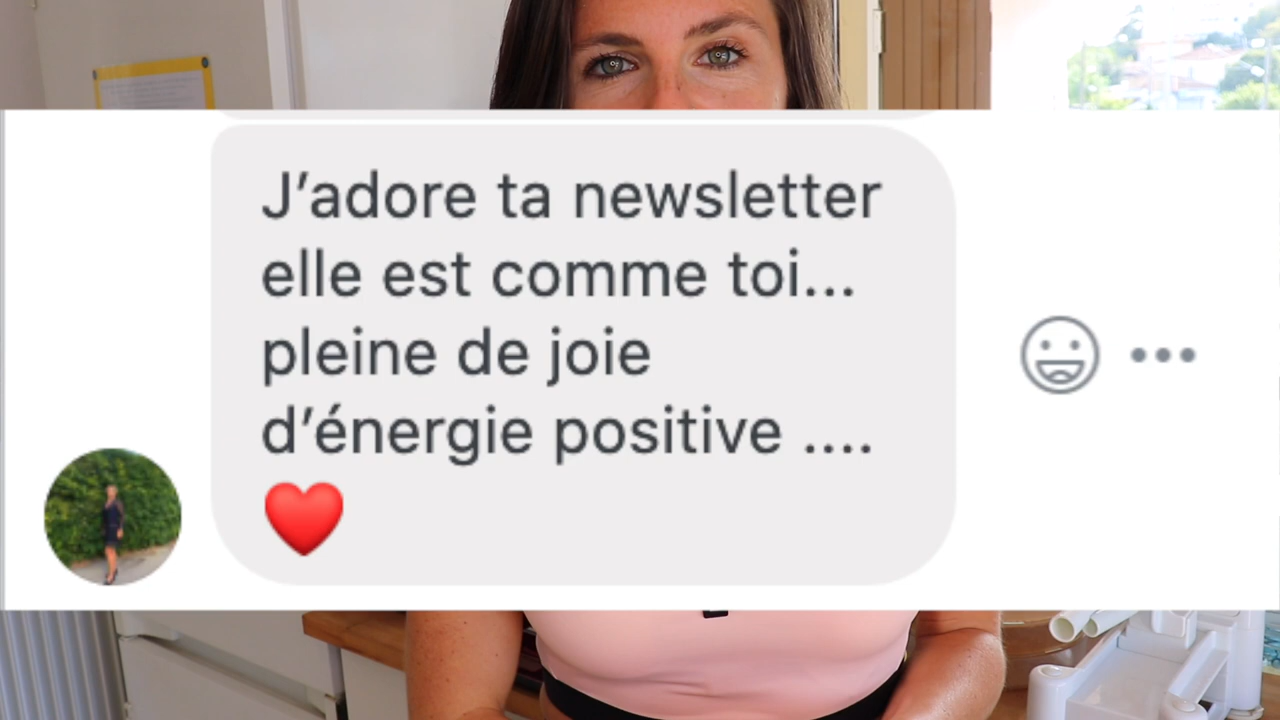 J’adore ta newsletter
elle est comme toi...
pleine de joie
d’énergie positive ....
❤️